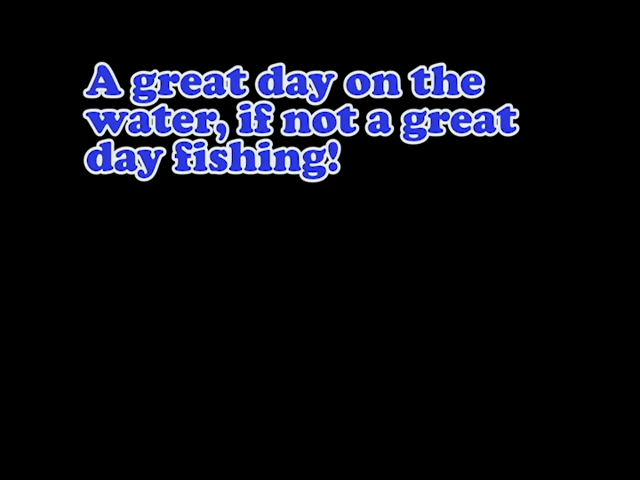 A great day on the
water, if not a great
day fishing!